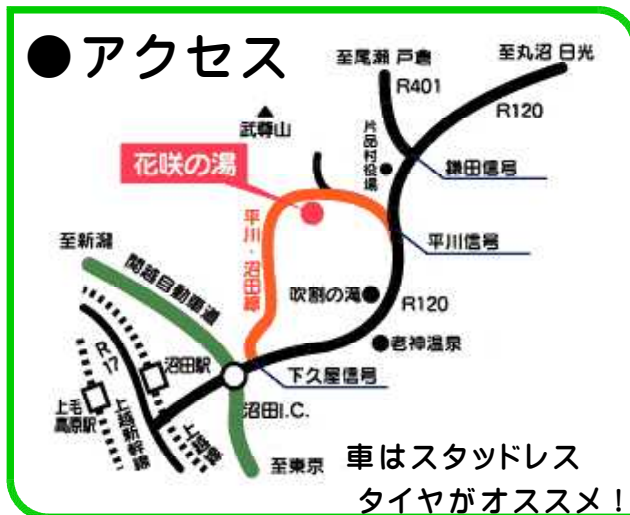 ●アクセス
至尾瀬 戸倉
至丸沼 日光
R401
R120
武尊山
片品村役場
花咲の湯
鎌田信号
平川信号
平川・沼田線
至新潟
関越自動車道
吹割の滝
R120
老神温泉
R17
沼田駅
下久屋信号
上毛高原駅
上越新幹線
上越線
沼田I.C.
至東京
車はスタッドレス
タイヤがオススメ！